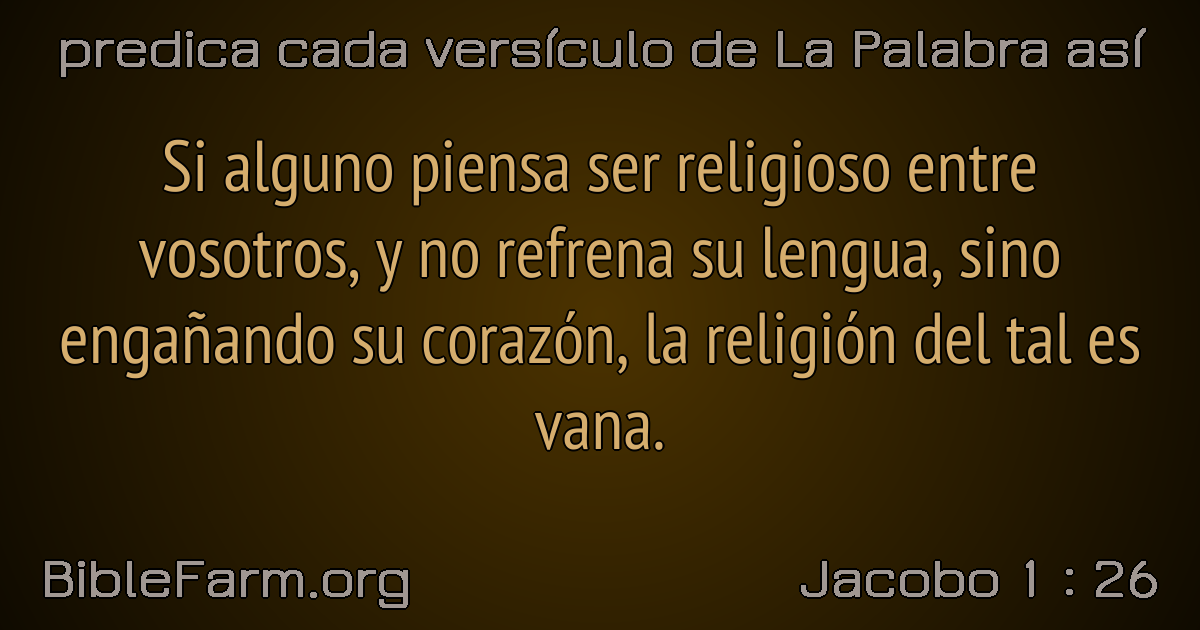 predica cada versículo de La Palabra así
Si alguno piensa ser religioso entre
vosotros, y no refrena su lengua, sino
engañando su corazón, la religión del tal es
vana.
BibleFarm.org
Jacobo 1 : 26